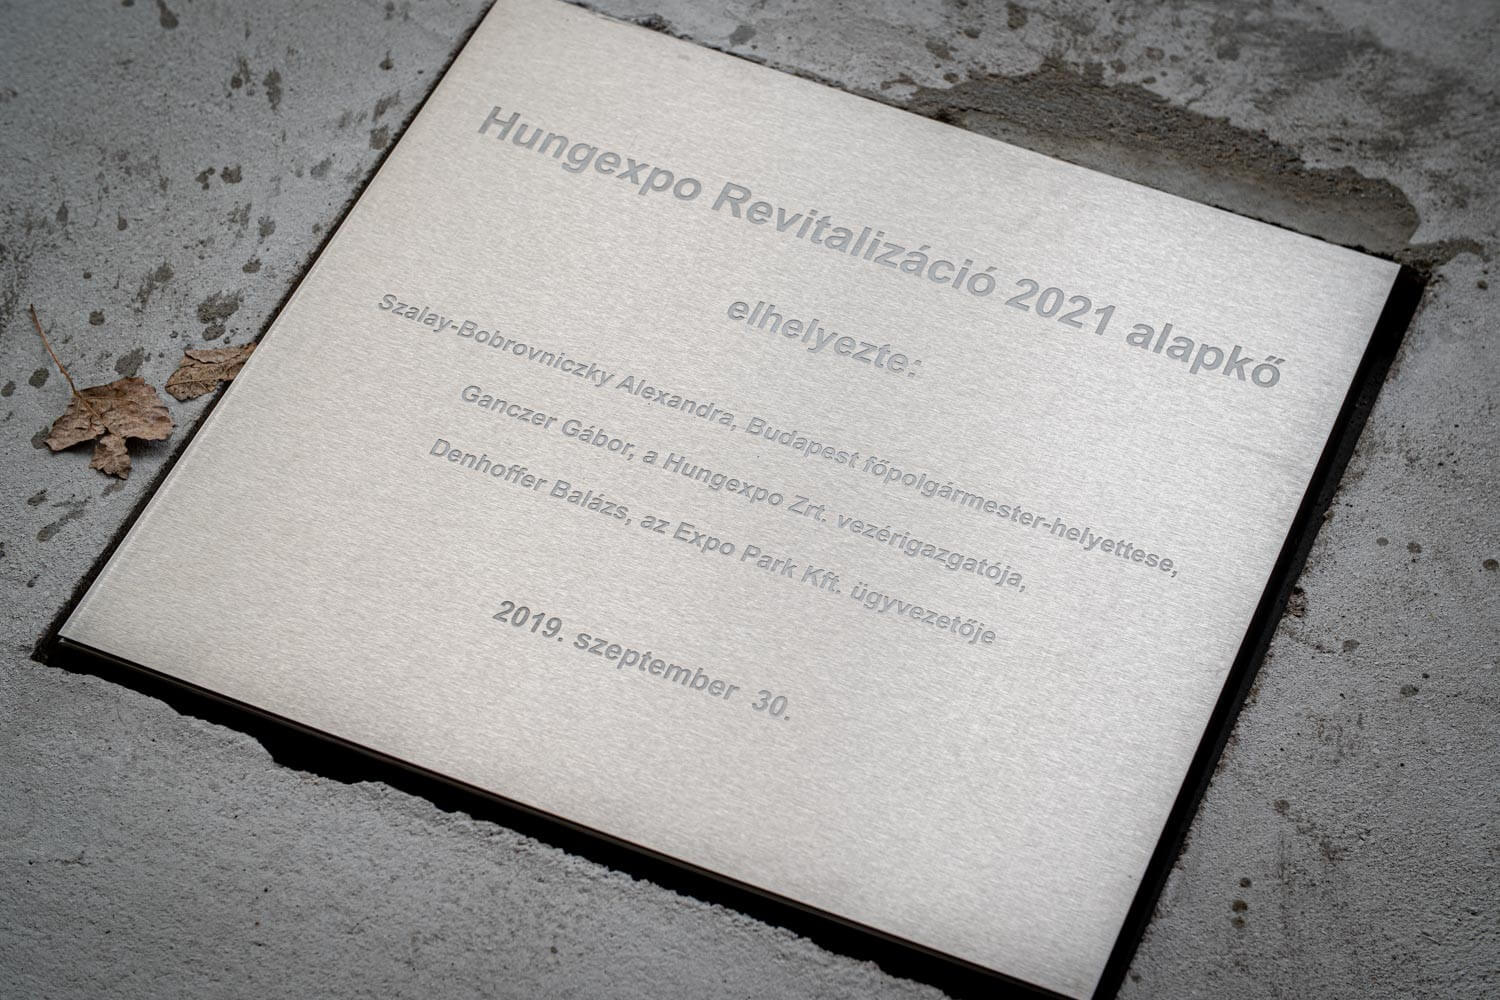 Hungexpo Revitalizáció 2021 alapkő
elhelyezte:
Szalay-Bobrovniczky Alexandra, Budapest főpolgármester-helyettese,
Ganczer Gábor, a Hungexpo Zrt. vezérigazgatója,
Denhoffer Balázs, az Expo Park Kft. ügyvezetője
2019. szeptember 30.